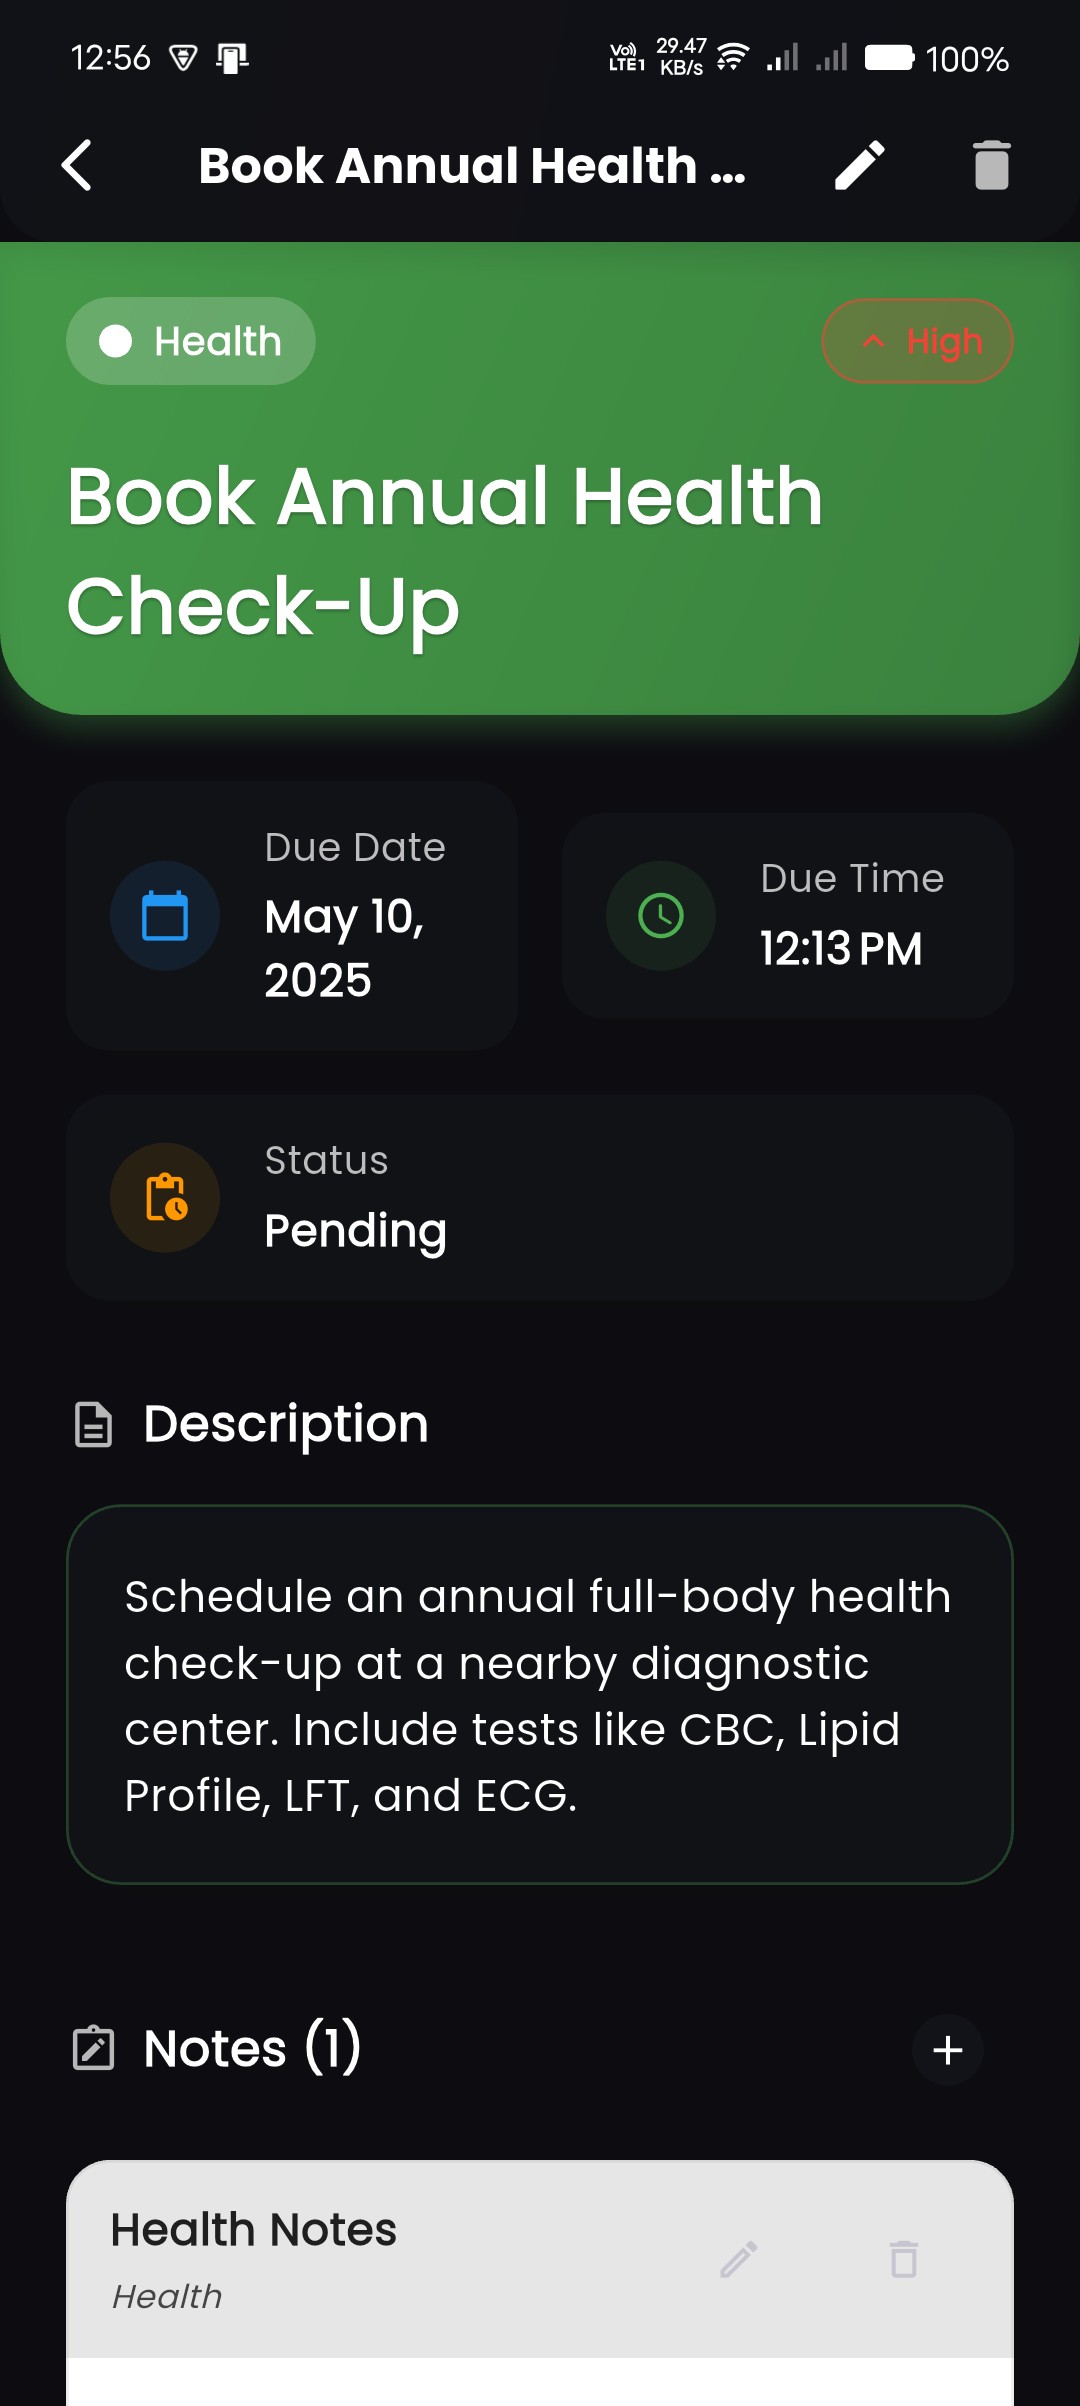 12:56
Vo)) LTE1 29.47 KB/s 100%
Book Annual Health ...
Health
High
Book Annual Health
Check-Up
Due Date
May 10,
2025
Due Time
12:13 PM
Status
Pending
Description
Schedule an annual full-body health
check-up at a nearby diagnostic
center. Include tests like CBC, Lipid
Profile, LFT, and ECG.
Notes (1)
Health Notes
Health